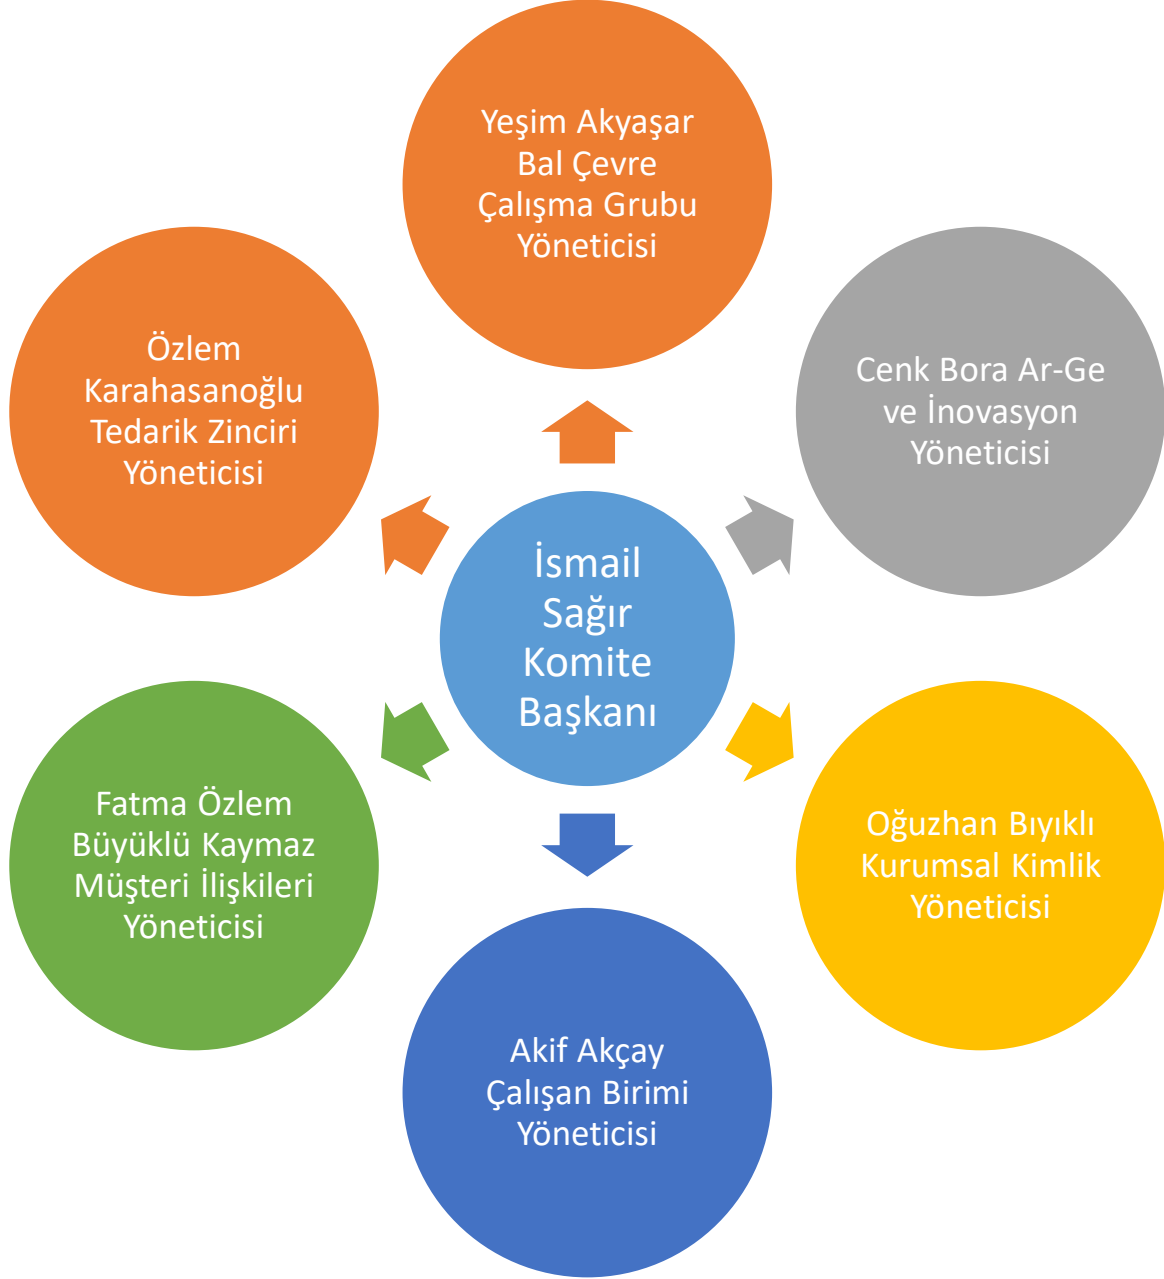 Yeşim Akyaşar
Bal Çevre
Çalışma Grubu
Yöneticisi
Cenk Bora Ar-Ge
ve İnovasyon
Yöneticisi
Oğuzhan Bıyıklı
Kurumsal Kimlik
Yöneticisi
Akif Akçay
Çalışan Birimi
Yöneticisi
Fatma Özlem
Büyüklü Kaymaz
Müşteri İlişkileri
Yöneticisi
Özlem
Karahasanoğlu
Tedarik Zinciri
Yöneticisi
İsmail
Sağır
Komite
Başkanı